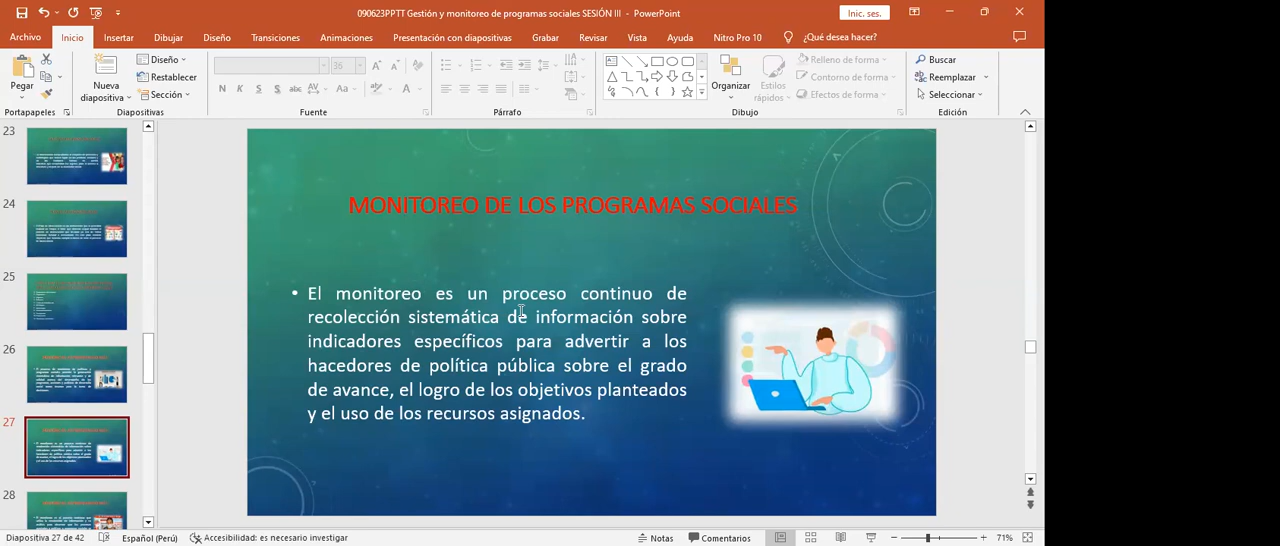 090623PPTT Gestión y monitoreo de programas sociales SESIÓN III - PowerPoint
Inic. ses.
Archivo Inicio Insertar Dibujar Diseño Transiciones Animaciones Presentación con diapositivas Grabar Revisar Vista Ayuda Nitro Pro 10 ¿Qué desea hacer?
Pegar
Nueva diapositiva
Diseño
Restablecer
Sección
36
N K S S abc AV Aa
A
Organizar
Estilos rápidos
Relleno de forma
Contorno de forma
Efectos de forma
Buscar
Reemplazar
Seleccionar
Portapapeles Diapositivas Fuente Párrafo Dibujo Edición
23
24
25
26
27
28
MONITOREO DE LOS PROGRAMAS SOCIALES
• El monitoreo es un proceso continuo de
recolección sistemática de información sobre
indicadores específicos para advertir a los
hacedores de política pública sobre el grado
de avance, el logro de los objetivos planteados
y el uso de los recursos asignados.
Diapositiva 27 de 42 Español (Perú) Accesibilidad: es necesario investigar Notas Comentarios 71%